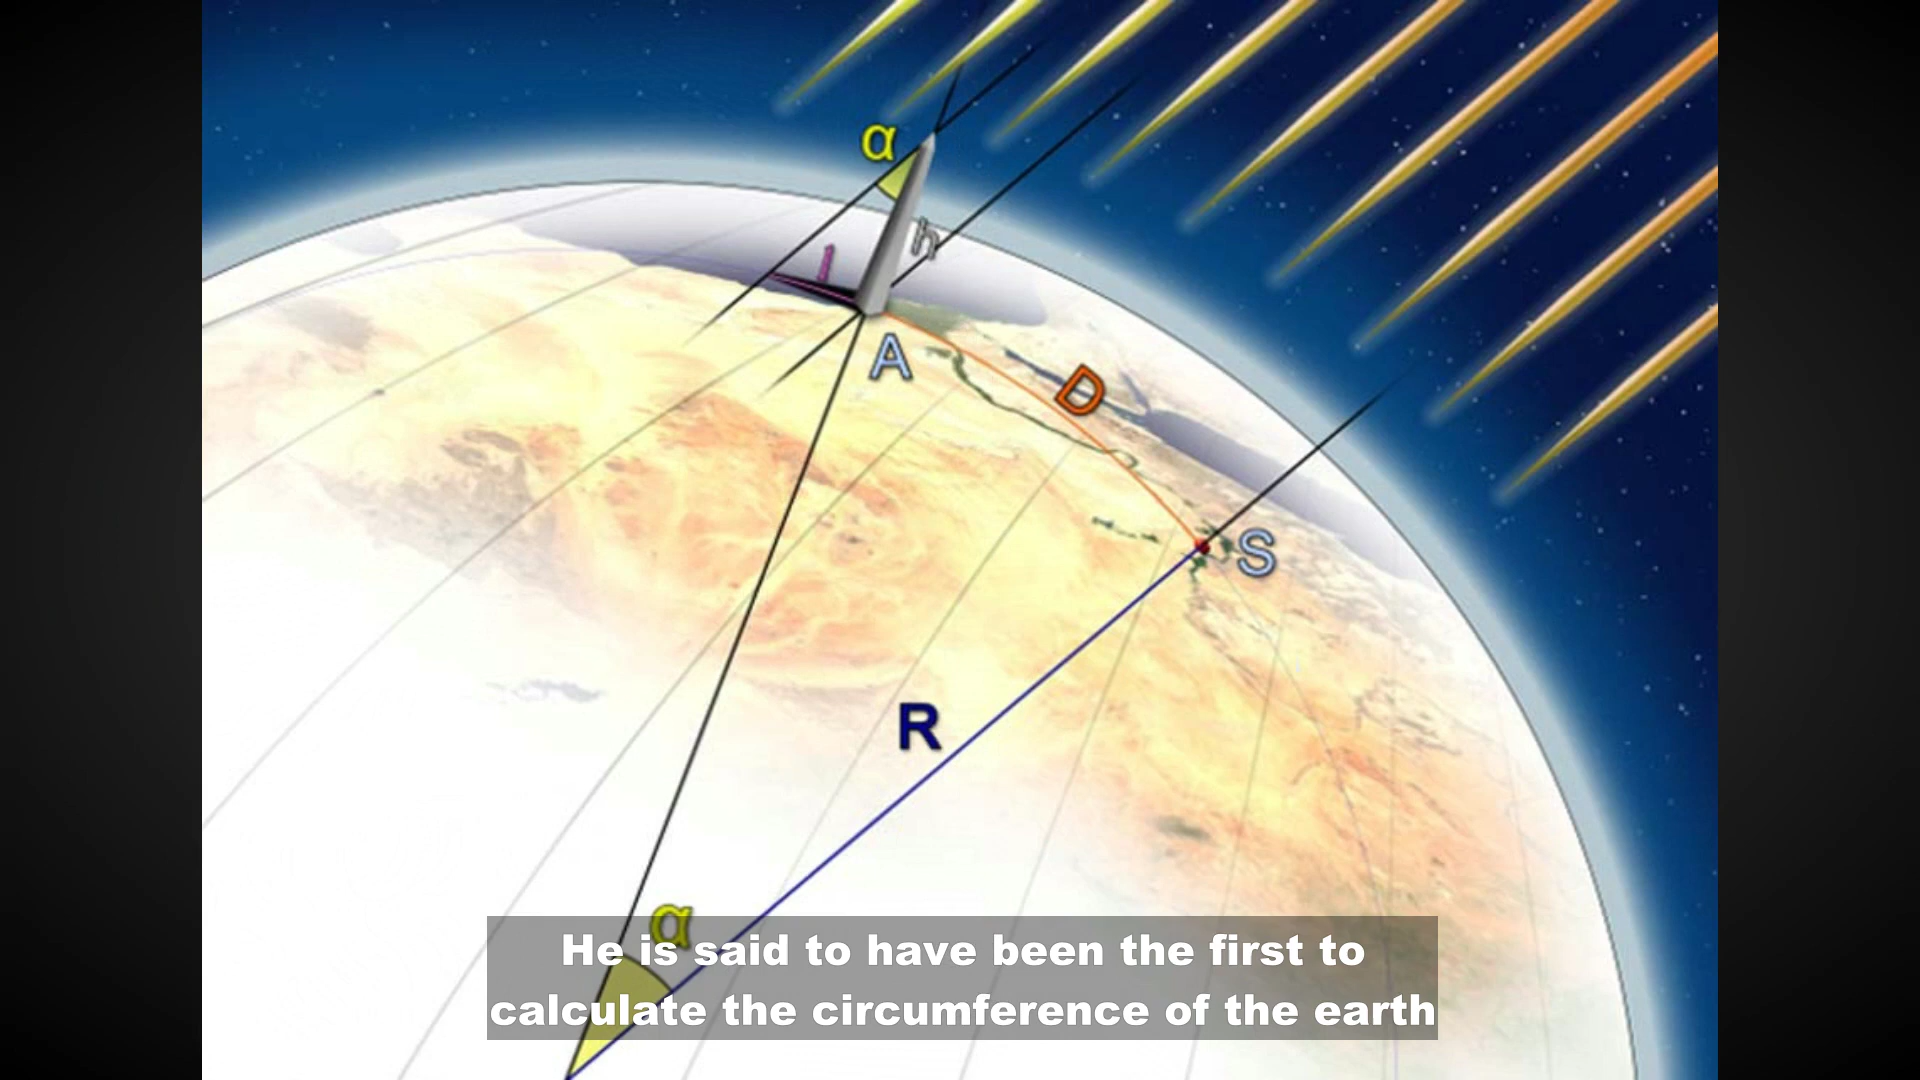 α
h
l
A
D
S
R
α
He is said to have been the first to
calculate the circumference of the earth